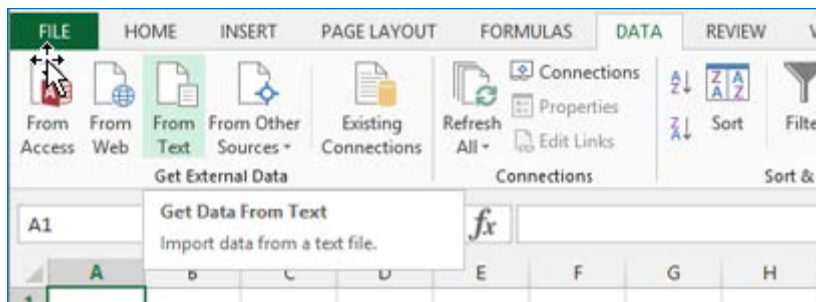 FILE HOME INSERT PAGE LAYOUT FORMULAS DATA REVIEW
From Access
From Web
From Text
From Other Sources
Existing Connections
Refresh All
Connections
Properties
Edit Links
Sort
Get External Data
Connections
Sort &
A1
fx
Get Data From Text
Import data from a text file.
A E F G H